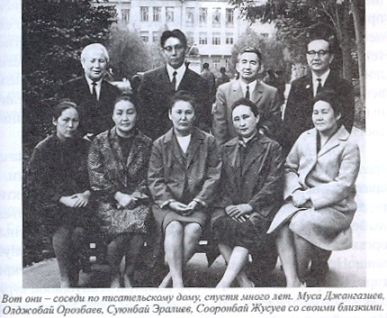 Вот они – соседи по писательскому дому, спустя много лет. Муса Джангазиев,
Олджобай Орозбаев, Суюнбай Эралиев, Сооронбай Жусуев со своими близкими.